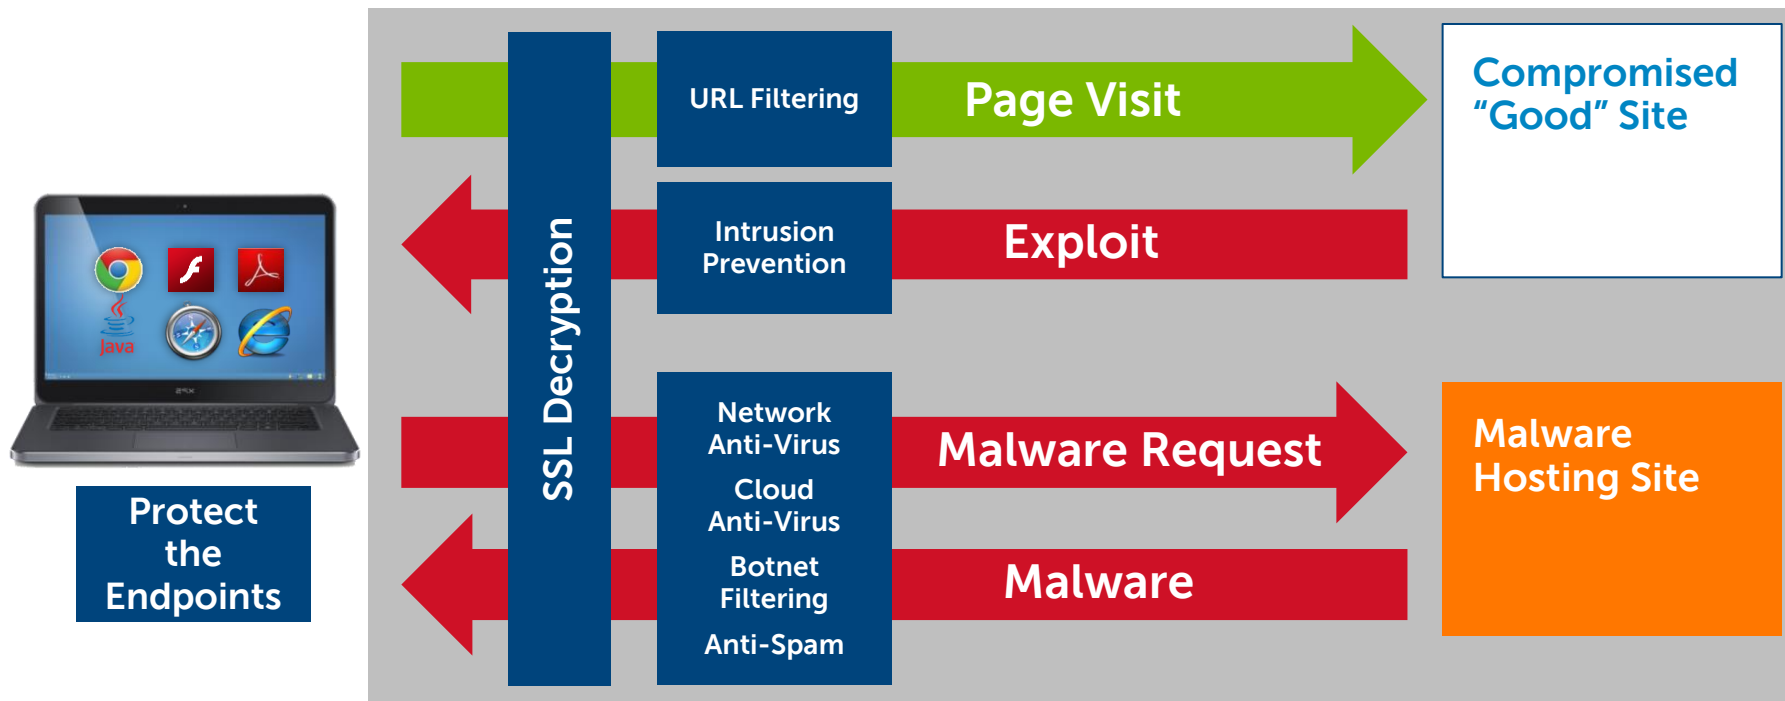 URL Filtering
Page Visit
Compromised
“Good” Site
Intrusion
Prevention
Exploit
SSL Decryption
Java
XPS
Network
Anti-Virus
Cloud
Anti-Virus
Botnet
Filtering
Anti-Spam
Malware Request
Malware
Malware
Hosting Site
Protect
the
Endpoints